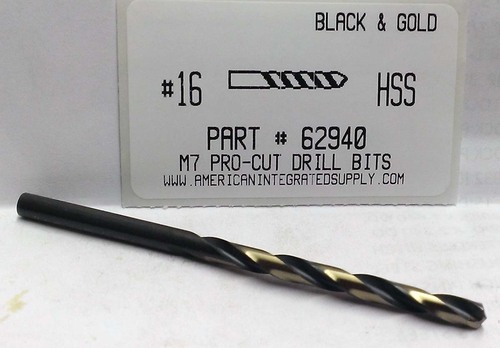 BLACK & GOLD
#16 HSS
PART # 62940
M7 PRO-CUT DRILL BITS
WWW.AMERICANINTEGRATEDSUPPLY.COM